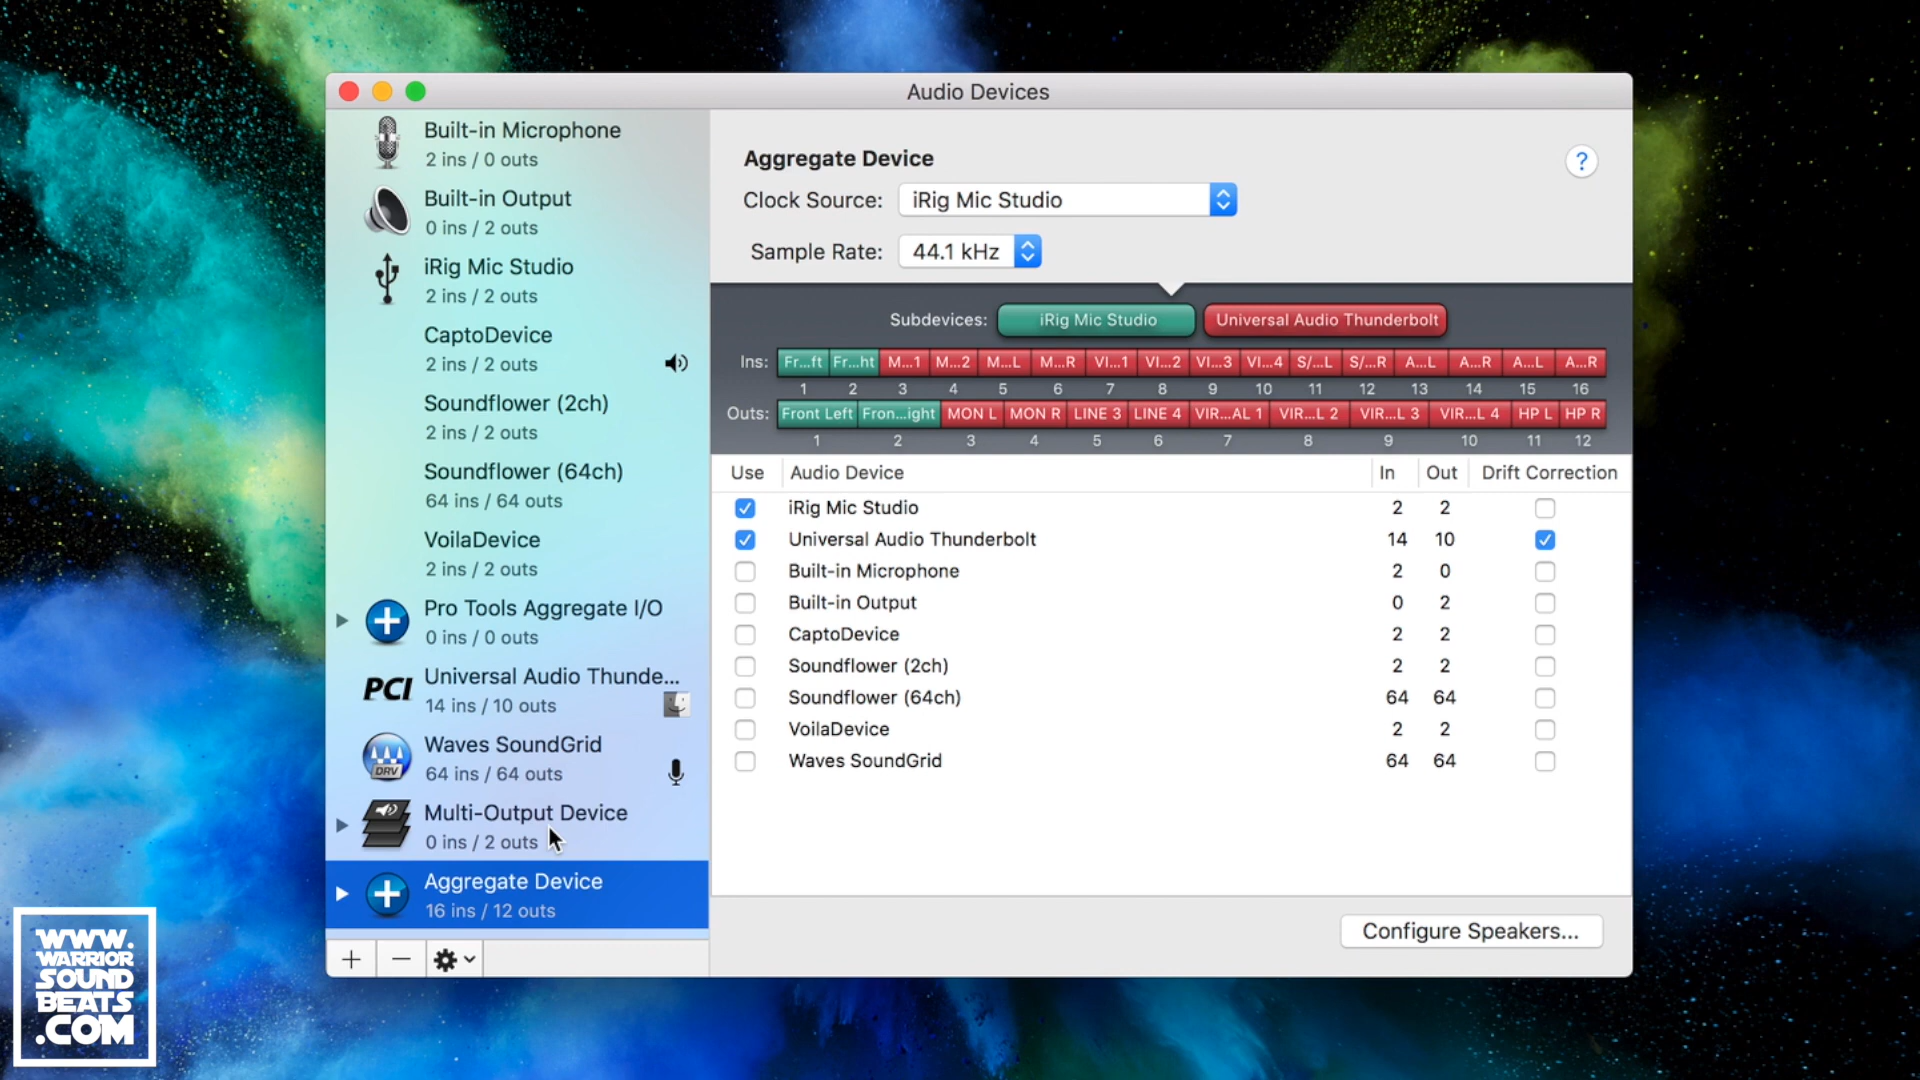 Audio Devices
Built-in Microphone
2 ins / 0 outs
Built-in Output
0 ins / 2 outs
iRig Mic Studio
2 ins / 2 outs
CaptoDevice
2 ins / 2 outs
Soundflower (2ch)
2 ins / 2 outs
Soundflower (64ch)
64 ins / 64 outs
VoilaDevice
2 ins / 2 outs
Pro Tools Aggregate I/O
0 ins / 0 outs
PCI
Universal Audio Thunde...
14 ins / 10 outs
DRV
Waves SoundGrid
64 ins / 64 outs
Multi-Output Device
0 ins / 2 outs
Aggregate Device
16 ins / 12 outs
Aggregate Device
?
Clock Source: iRig Mic Studio
Sample Rate: 44.1 kHz
Subdevices: iRig Mic Studio Universal Audio Thunderbolt
Ins: Fr...ft Fr...ht M...1 M...2 M...L M...R VI...1 VI...2 VI...3 VI...4 S/...L S/...R A...L A...R A...L A...R
1 2 3 4 5 6 7 8 9 10 11 12 13 14 15 16
Outs: Front Left Fron...ight MON L MON R LINE 3 LINE 4 VIR...AL 1 VIR...L 2 VIR...L 3 VIR...L 4 HP L HP R
1 2 3 4 5 6 7 8 9 10 11 12
Use Audio Device In Out Drift Correction
iRig Mic Studio 2 2
Universal Audio Thunderbolt 14 10
Built-in Microphone 2 0
Built-in Output 0 2
CaptoDevice 2 2
Soundflower (2ch) 2 2
Soundflower (64ch) 64 64
VoilaDevice 2 2
Waves SoundGrid 64 64
Configure Speakers...
WWW.
WARRIOR
SOUND
BEATS
.COM